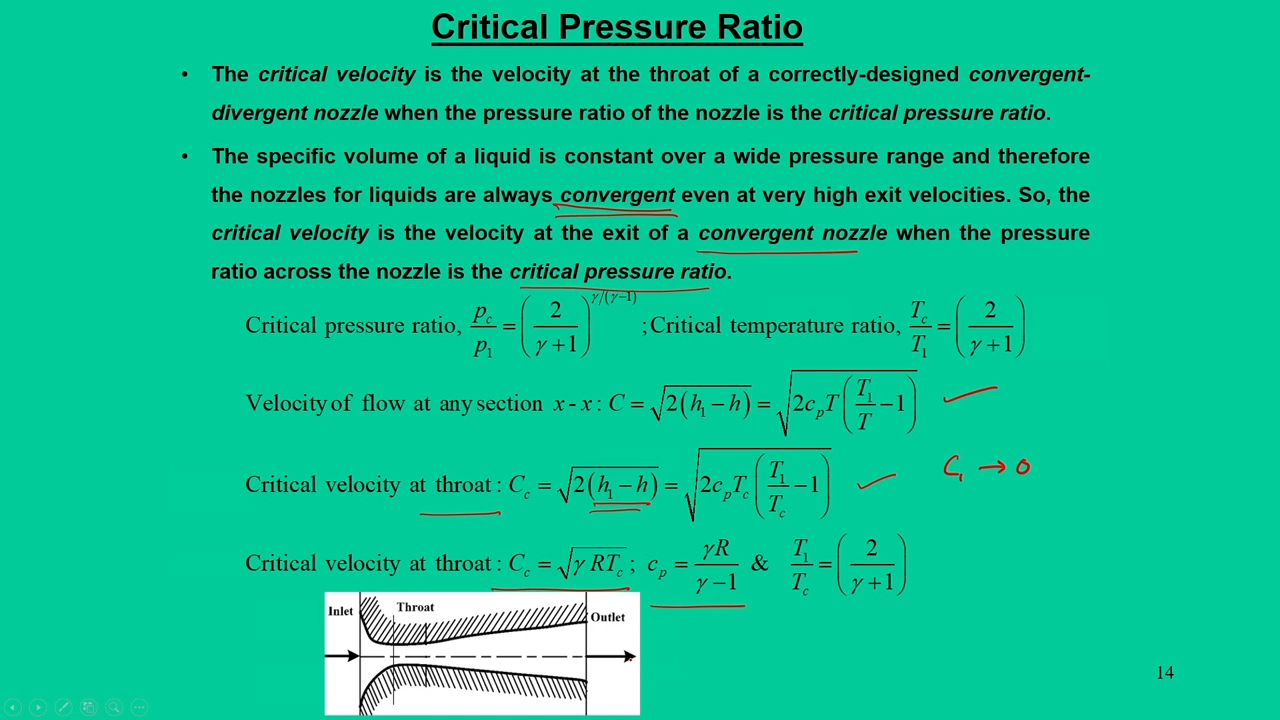 Critical Pressure Ratio
• The critical velocity is the velocity at the throat of a correctly-designed convergent-
divergent nozzle when the pressure ratio of the nozzle is the critical pressure ratio.
• The specific volume of a liquid is constant over a wide pressure range and therefore
the nozzles for liquids are always convergent even at very high exit velocities. So, the
critical velocity is the velocity at the exit of a convergent nozzle when the pressure
ratio across the nozzle is the critical pressure ratio.
Critical pressure ratio, p_c/p_1 = (2/(γ+1))^(γ/(γ−1)) ; Critical temperature ratio, T_c/T_1 = (2/(γ+1))
Velocity of flow at any section x-x : C = √(2(h_1 − h)) = √(2c_pT(T_1/T − 1))
Critical velocity at throat : C_c = √(2(h_1 − h)) = √(2c_pT_c(T_1/T_c − 1))
C_1 → 0
Critical velocity at throat : C_c = √(γRT_c) ; c_p = γR/(γ−1) & T_1/T_c = (2/(γ+1))
Inlet
Throat
Outlet
14